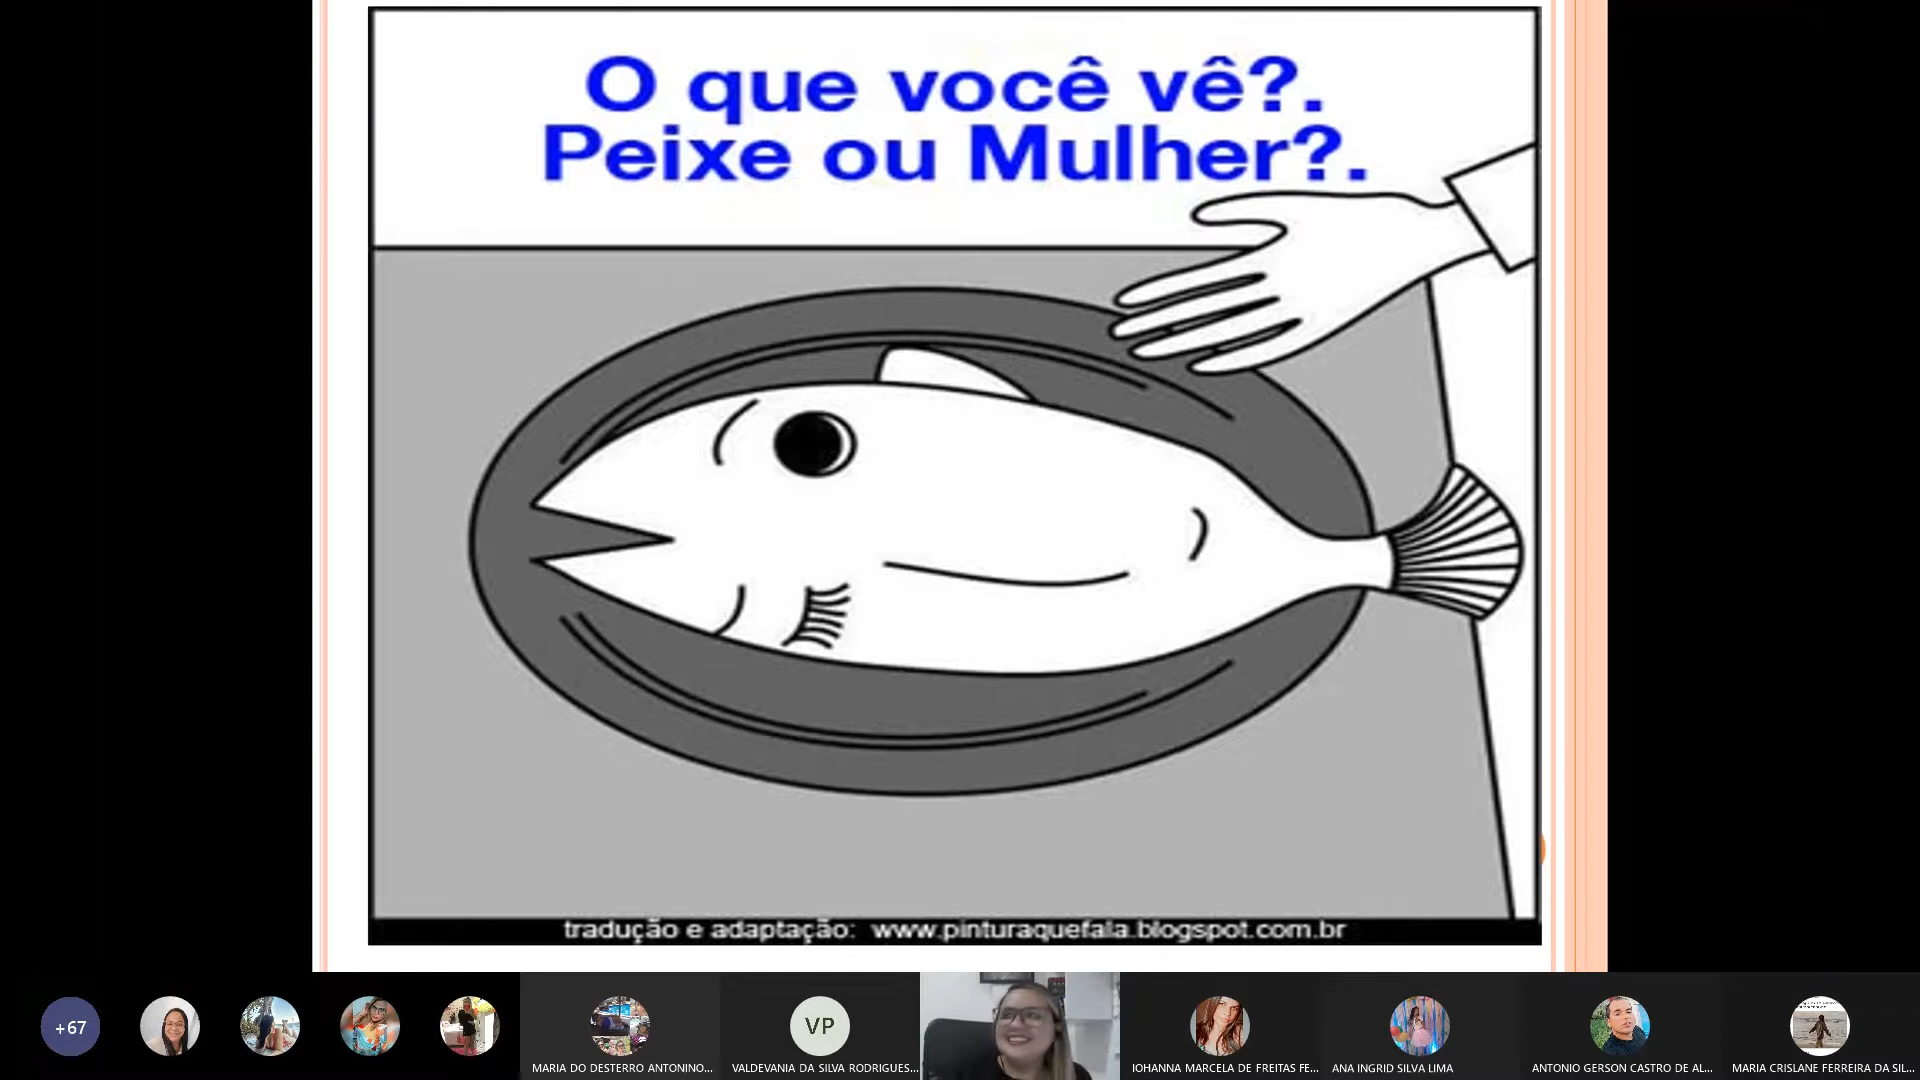 O que você vê?.
Peixe ou Mulher?.
tradução e adaptação: www.pinturaquefala.blogspot.com.br
+67
VP
MARIA DO DESTERRO ANTONINO...
VALDEVANIA DA SILVA RODRIGUES...
IOHANNA MARCELA DE FREITAS FE...
ANA INGRID SILVA LIMA
ANTONIO GERSON CASTRO DE AL...
MARIA CRISLANE FERREIRA DA SIL...